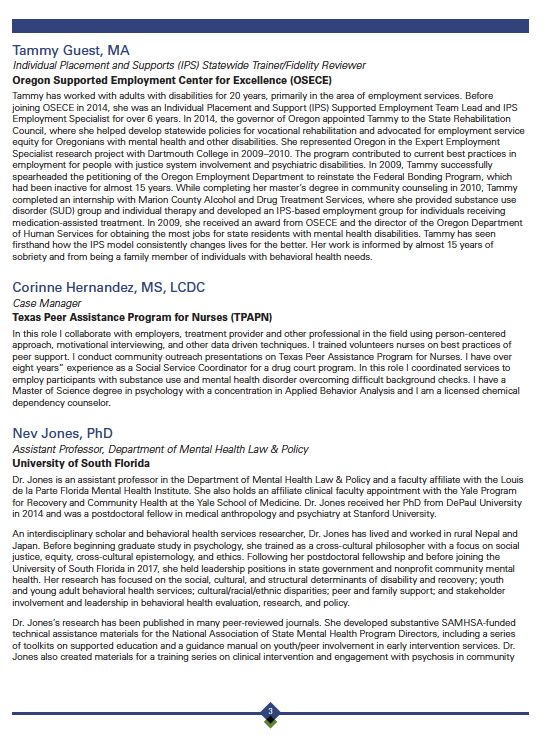 Tammy Guest, MA
Individual Placement and Supports (IPS) Statewide Trainer/Fidelity Reviewer
Oregon Supported Employment Center for Excellence (OSECE)
Tammy has worked with adults with disabilities for 20 years, primarily in the area of employment services. Before
joining OSECE in 2014, she was an Individual Placement and Support (IPS) Supported Employment Team Lead and IPS
Employment Specialist for over 6 years. In 2014, the governor of Oregon appointed Tammy to the State Rehabilitation
Council, where she helped develop statewide policies for vocational rehabilitation and advocated for employment service
equity for Oregonians with mental health and other disabilities. She represented Oregon in the Expert Employment
Specialist research project with Dartmouth College in 2009–2010. The program contributed to current best practices in
employment for people with justice system involvement and psychiatric disabilities. In 2009, Tammy successfully
spearheaded the petitioning of the Oregon Employment Department to reinstate the Federal Bonding Program, which
had been inactive for almost 15 years. While completing her master's degree in community counseling in 2010, Tammy
completed an internship with Marion County Alcohol and Drug Treatment Services, where she provided substance use
disorder (SUD) group and individual therapy and developed an IPS-based employment group for individuals receiving
medication-assisted treatment. In 2009, she received an award from OSECE and the director of the Oregon Department
of Human Services for obtaining the most jobs for state residents with mental health disabilities. Tammy has seen
firsthand how the IPS model consistently changes lives for the better. Her work is informed by almost 15 years of
sobriety and from being a family member of individuals with behavioral health needs.
Corinne Hernandez, MS, LCDC
Case Manager
Texas Peer Assistance Program for Nurses (TPAPN)
In this role I collaborate with employers, treatment provider and other professional in the field using person-centered
approach, motivational interviewing, and other data driven techniques. I trained volunteers nurses on best practices of
peer support. I conduct community outreach presentations on Texas Peer Assistance Program for Nurses. I have over
eight years" experience as a Social Service Coordinator for a drug court program. In this role I coordinated services to
employ participants with substance use and mental health disorder overcoming difficult background checks. I have a
Master of Science degree in psychology with a concentration in Applied Behavior Analysis and I am a licensed chemical
dependency counselor.
Nev Jones, PhD
Assistant Professor, Department of Mental Health Law & Policy
University of South Florida
Dr. Jones is an assistant professor in the Department of Mental Health Law & Policy and a faculty affiliate with the Louis
de la Parte Florida Mental Health Institute. She also holds an affiliate clinical faculty appointment with the Yale Program
for Recovery and Community Health at the Yale School of Medicine. Dr. Jones received her PhD from DePaul University
in 2014 and was a postdoctoral fellow in medical anthropology and psychiatry at Stanford University.
An interdisciplinary scholar and behavioral health services researcher, Dr. Jones has lived and worked in rural Nepal and
Japan. Before beginning graduate study in psychology, she trained as a cross-cultural philosopher with a focus on social
justice, equity, cross-cultural epistemology, and ethics. Following her postdoctoral fellowship and before joining the
University of South Florida in 2017, she held leadership positions in state government and nonprofit community mental
health. Her research has focused on the social, cultural, and structural determinants of disability and recovery; youth
and young adult behavioral health services; cultural/racial/ethnic disparities; peer and family support; and stakeholder
involvement and leadership in behavioral health evaluation, research, and policy.
Dr. Jones's research has been published in many peer-reviewed journals. She developed substantive SAMHSA-funded
technical assistance materials for the National Association of State Mental Health Program Directors, including a series
of toolkits on supported education and a guidance manual on youth/peer involvement in early intervention services. Dr.
Jones also created materials for a training series on clinical intervention and engagement with psychosis in community
3